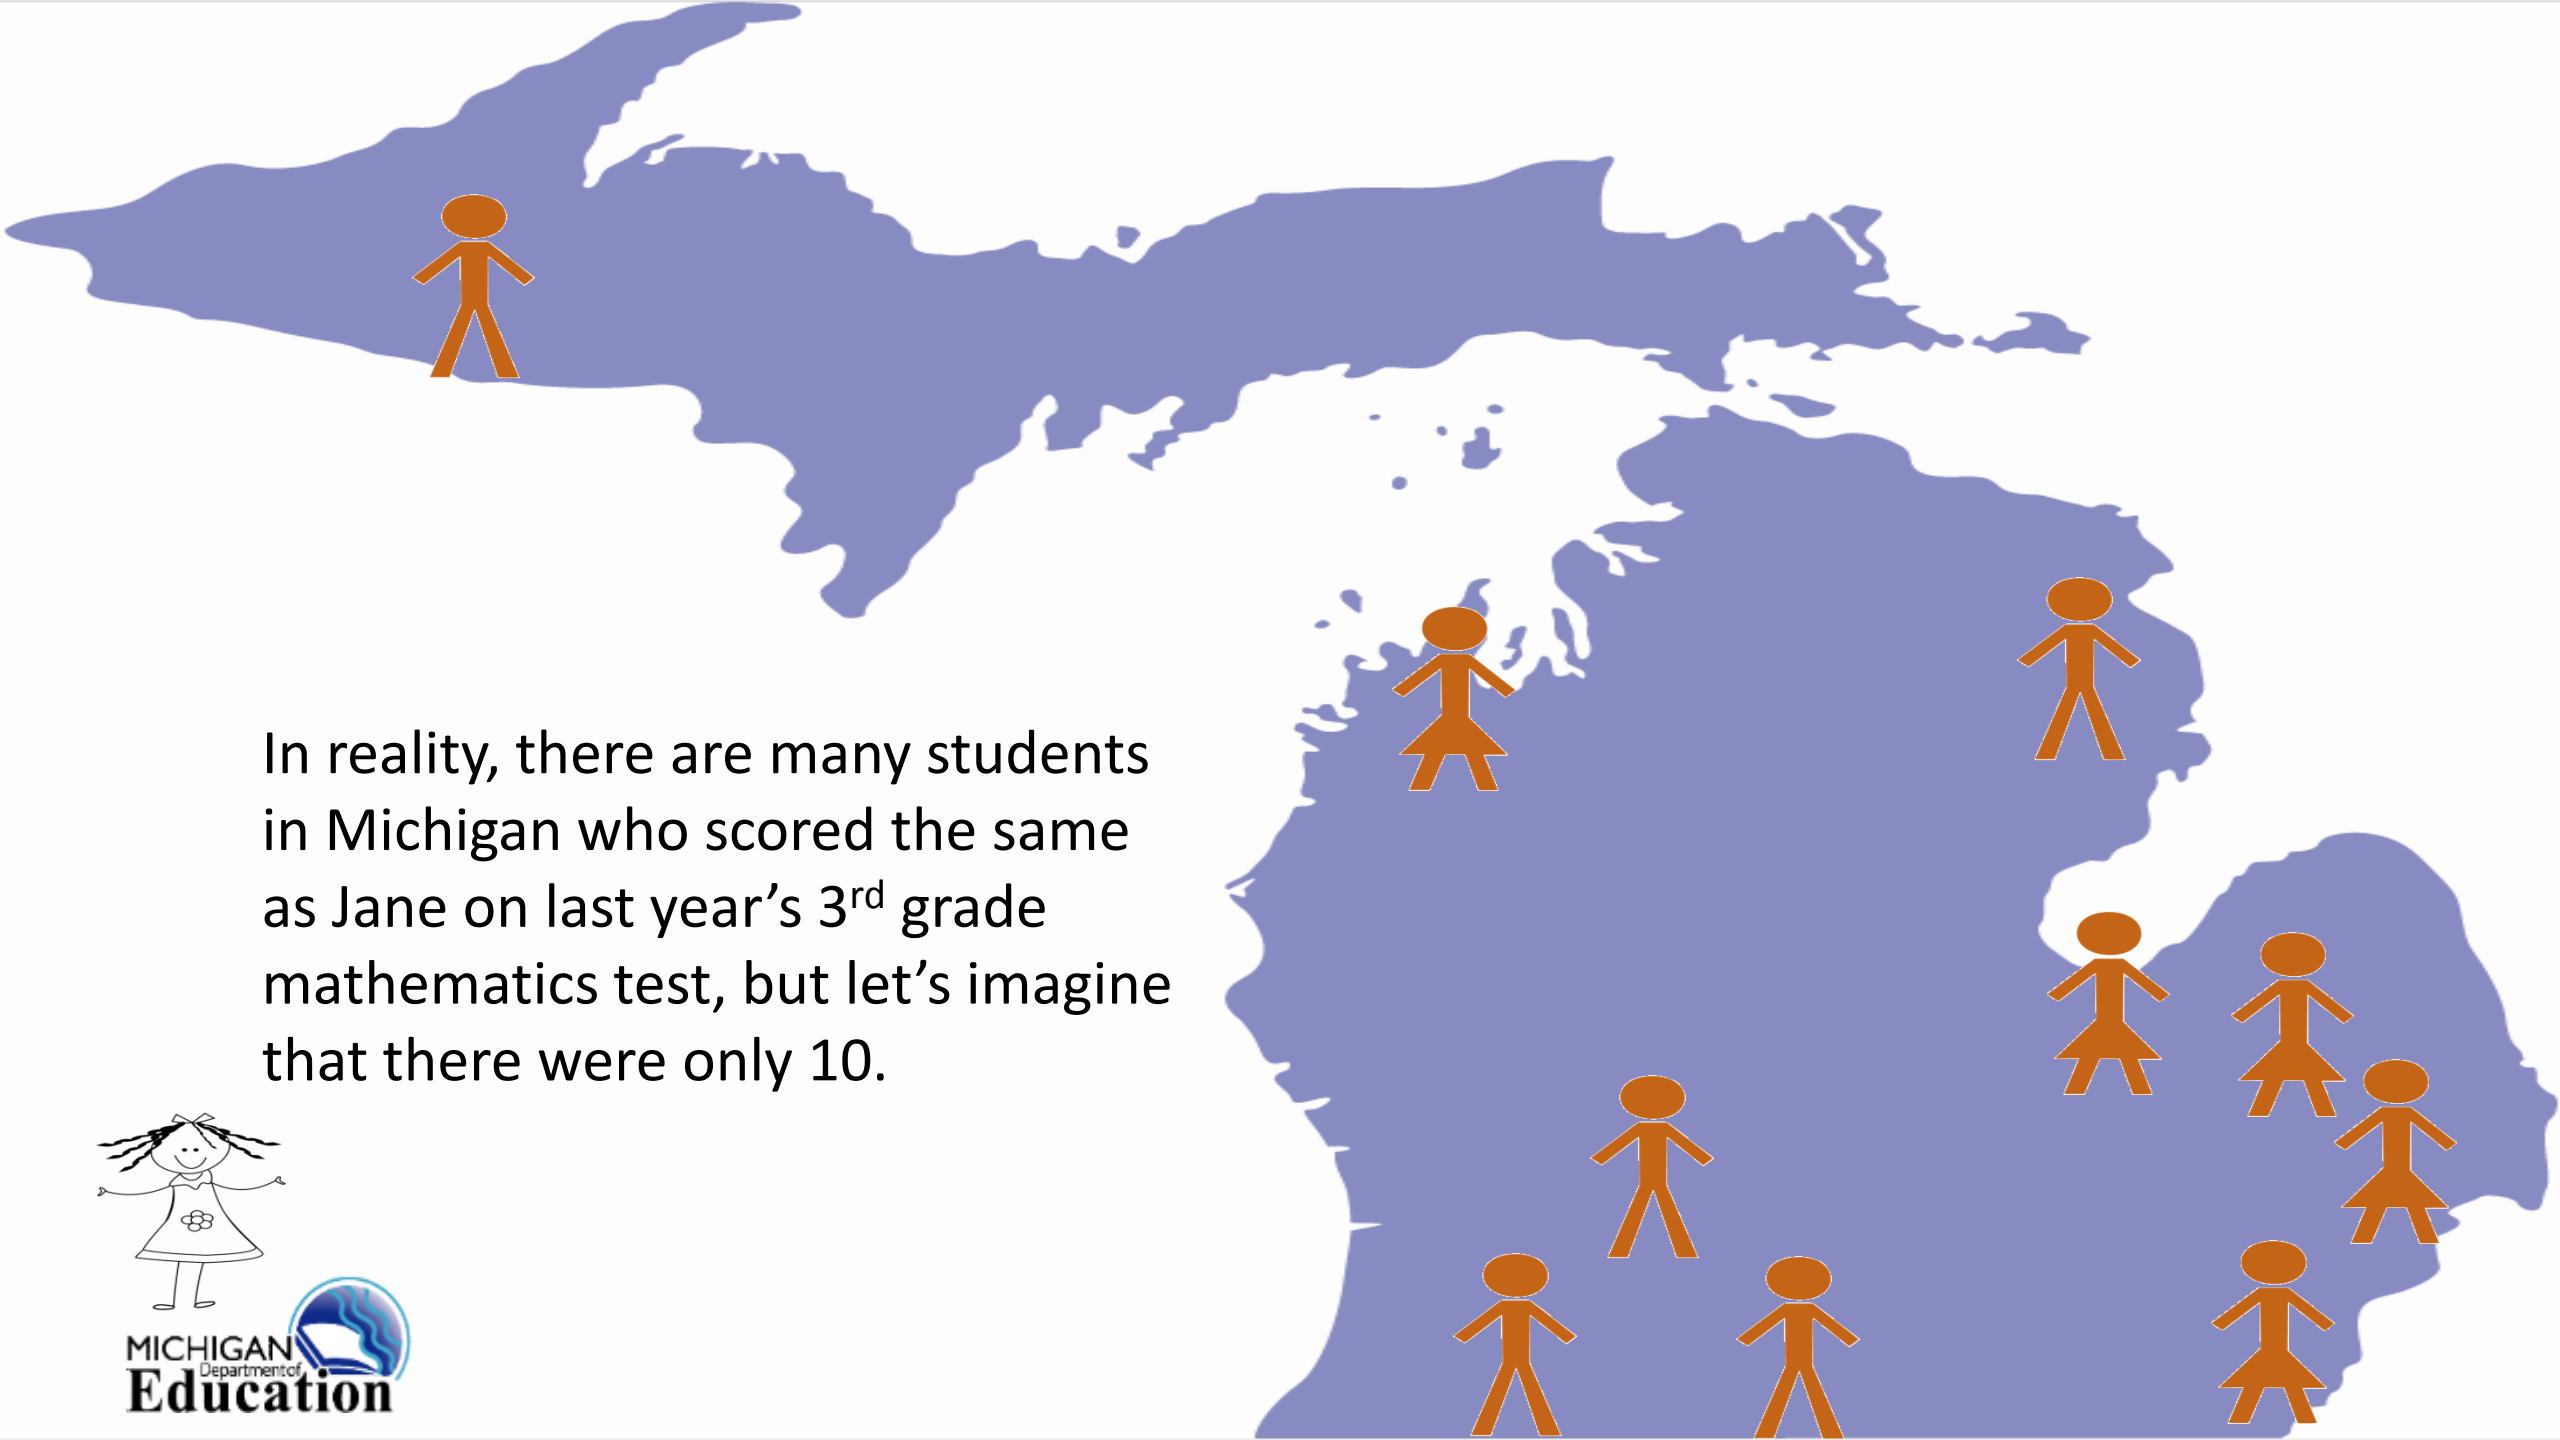 In reality, there are many students
in Michigan who scored the same
as Jane on last year’s 3rd grade
mathematics test, but let’s imagine
that there were only 10.
MICHIGAN
Department of
Education